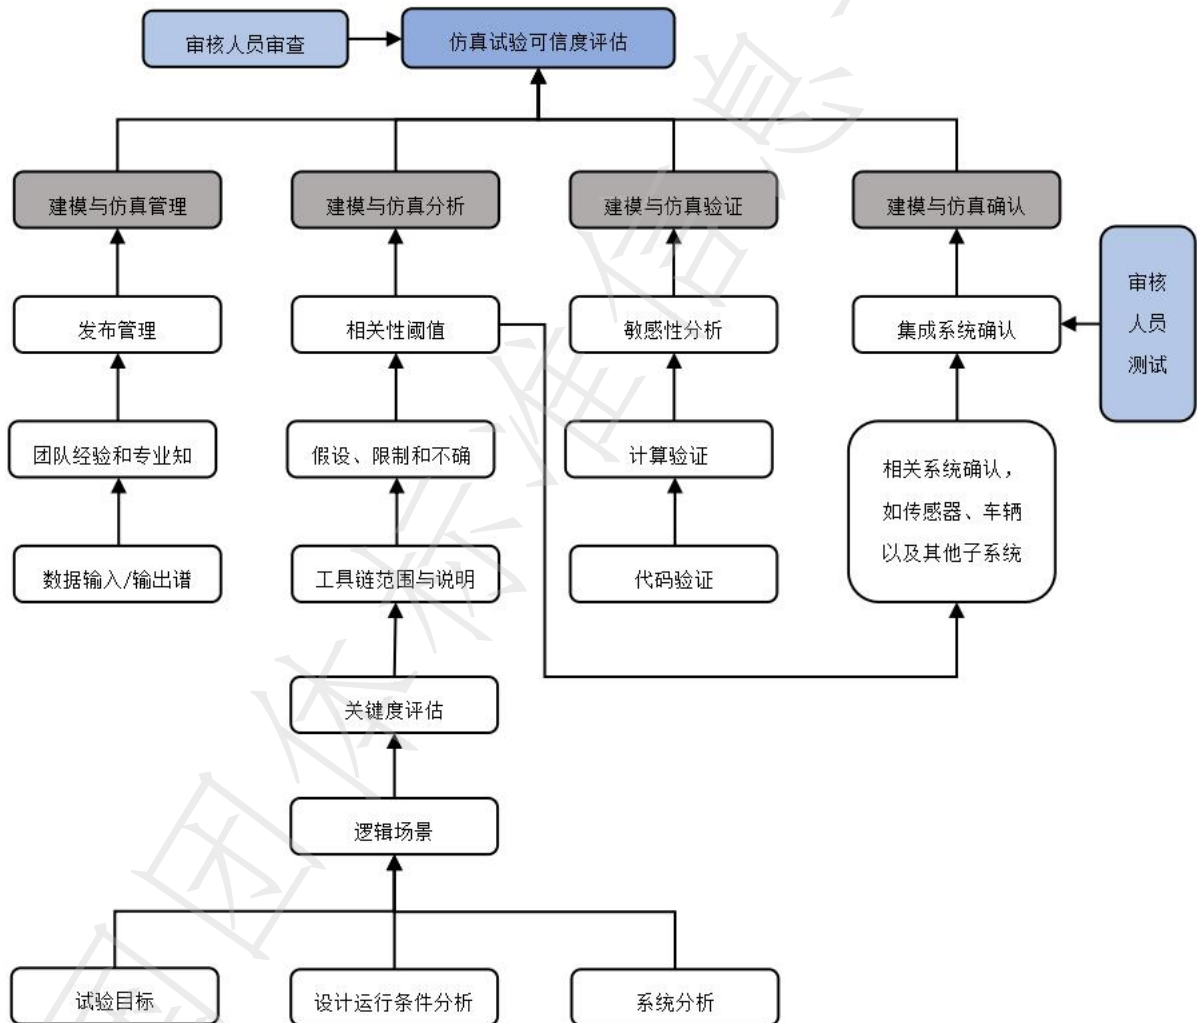 审核人员审查
仿真试验可信度评估
建模与仿真管理
建模与仿真分析
建模与仿真验证
建模与仿真确认
发布管理
相关性阈值
敏感性分析
集成系统确认
审核
人员
测试
团队经验和专业知
假设、限制和不确
计算验证
相关系统确认，
如传感器、车辆
以及其他子系统
数据输入/输出谱
工具链范围与说明
代码验证
关键度评估
逻辑场景
试验目标
设计运行条件分析
系统分析
团体标准信息